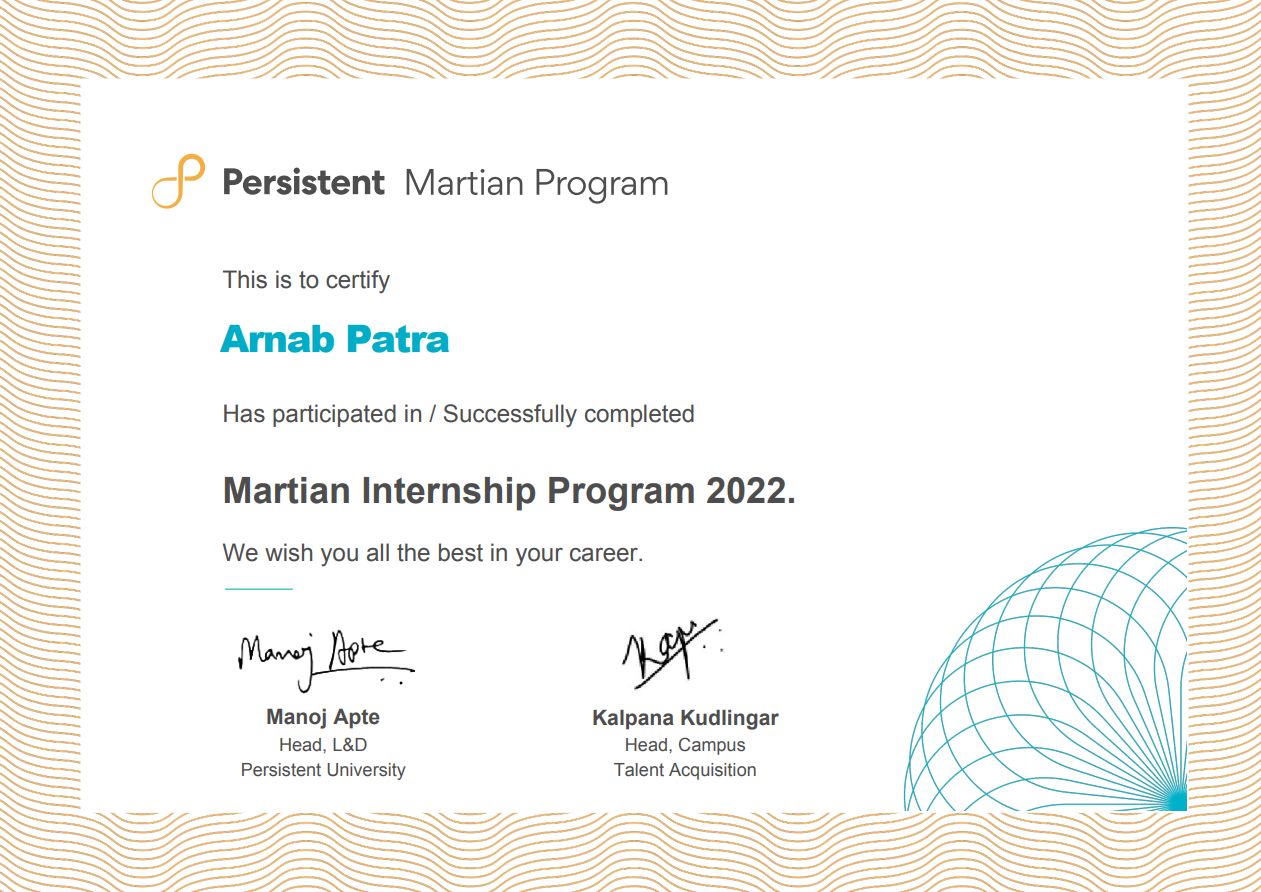 Persistent Martian Program
This is to certify
Arnab Patra
Has participated in / Successfully completed
Martian Internship Program 2022.
We wish you all the best in your career.
Manoj Apte
Manoj Apte
Head, L&D
Persistent University
Kalpana Kudlingar
Head, Campus
Talent Acquisition